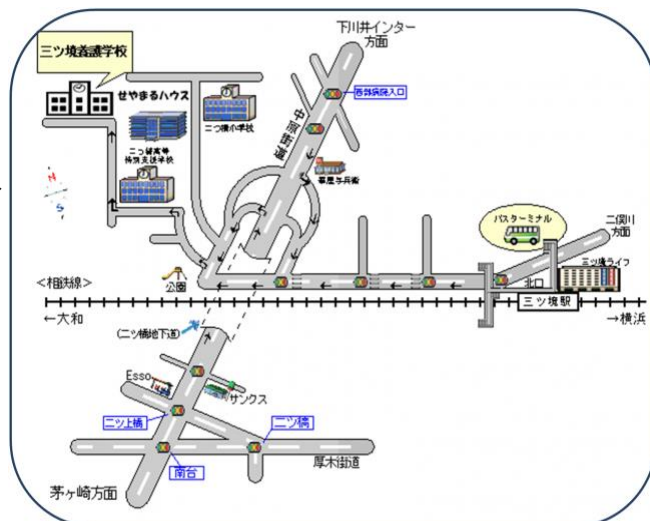 下川井インター
方面
三ツ境養護学校
せやまるハウス
西部病院入口
二つ橋小学校
中原街道
二つ橋高等
特別支援学校
N
S
バスターミナル
二俣川
方面
三ツ境ライフ
<相鉄線>
公園
北口
三ツ境駅
←大和
→横浜
(二ツ橋地下道)
Esso
サンクス
二ツ上橋
二ツ橋
南台
厚木街道
茅ヶ崎方面